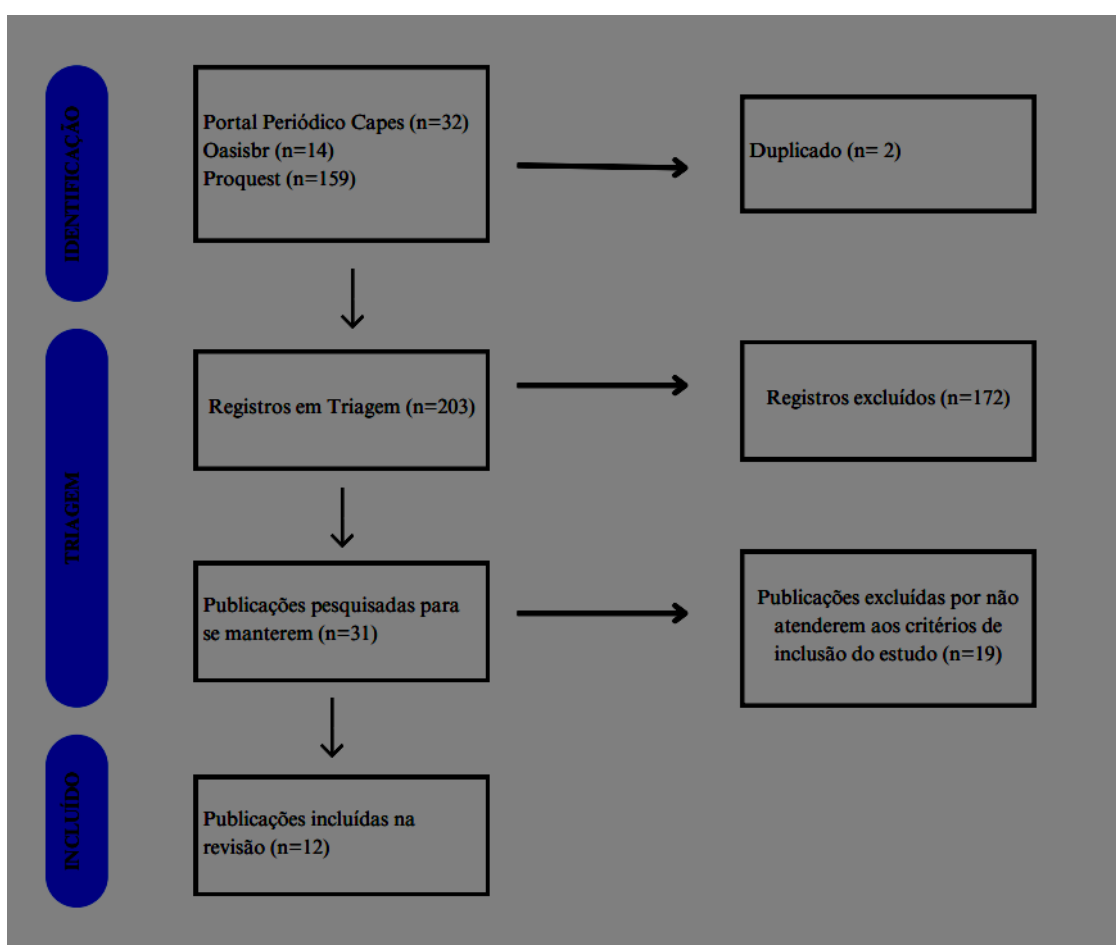 IDENTIFICAÇÃO
Portal Periódico Capes (n=32)
Oasisbr (n=14)
Proquest (n=159)
Duplicado (n= 2)
TRIAGEM
Registros em Triagem (n=203)
Registros excluídos (n=172)
Publicações pesquisadas para
se manterem (n=31)
Publicações excluídas por não
atenderem aos critérios de
inclusão do estudo (n=19)
INCLUÍDO
Publicações incluídas na
revisão (n=12)